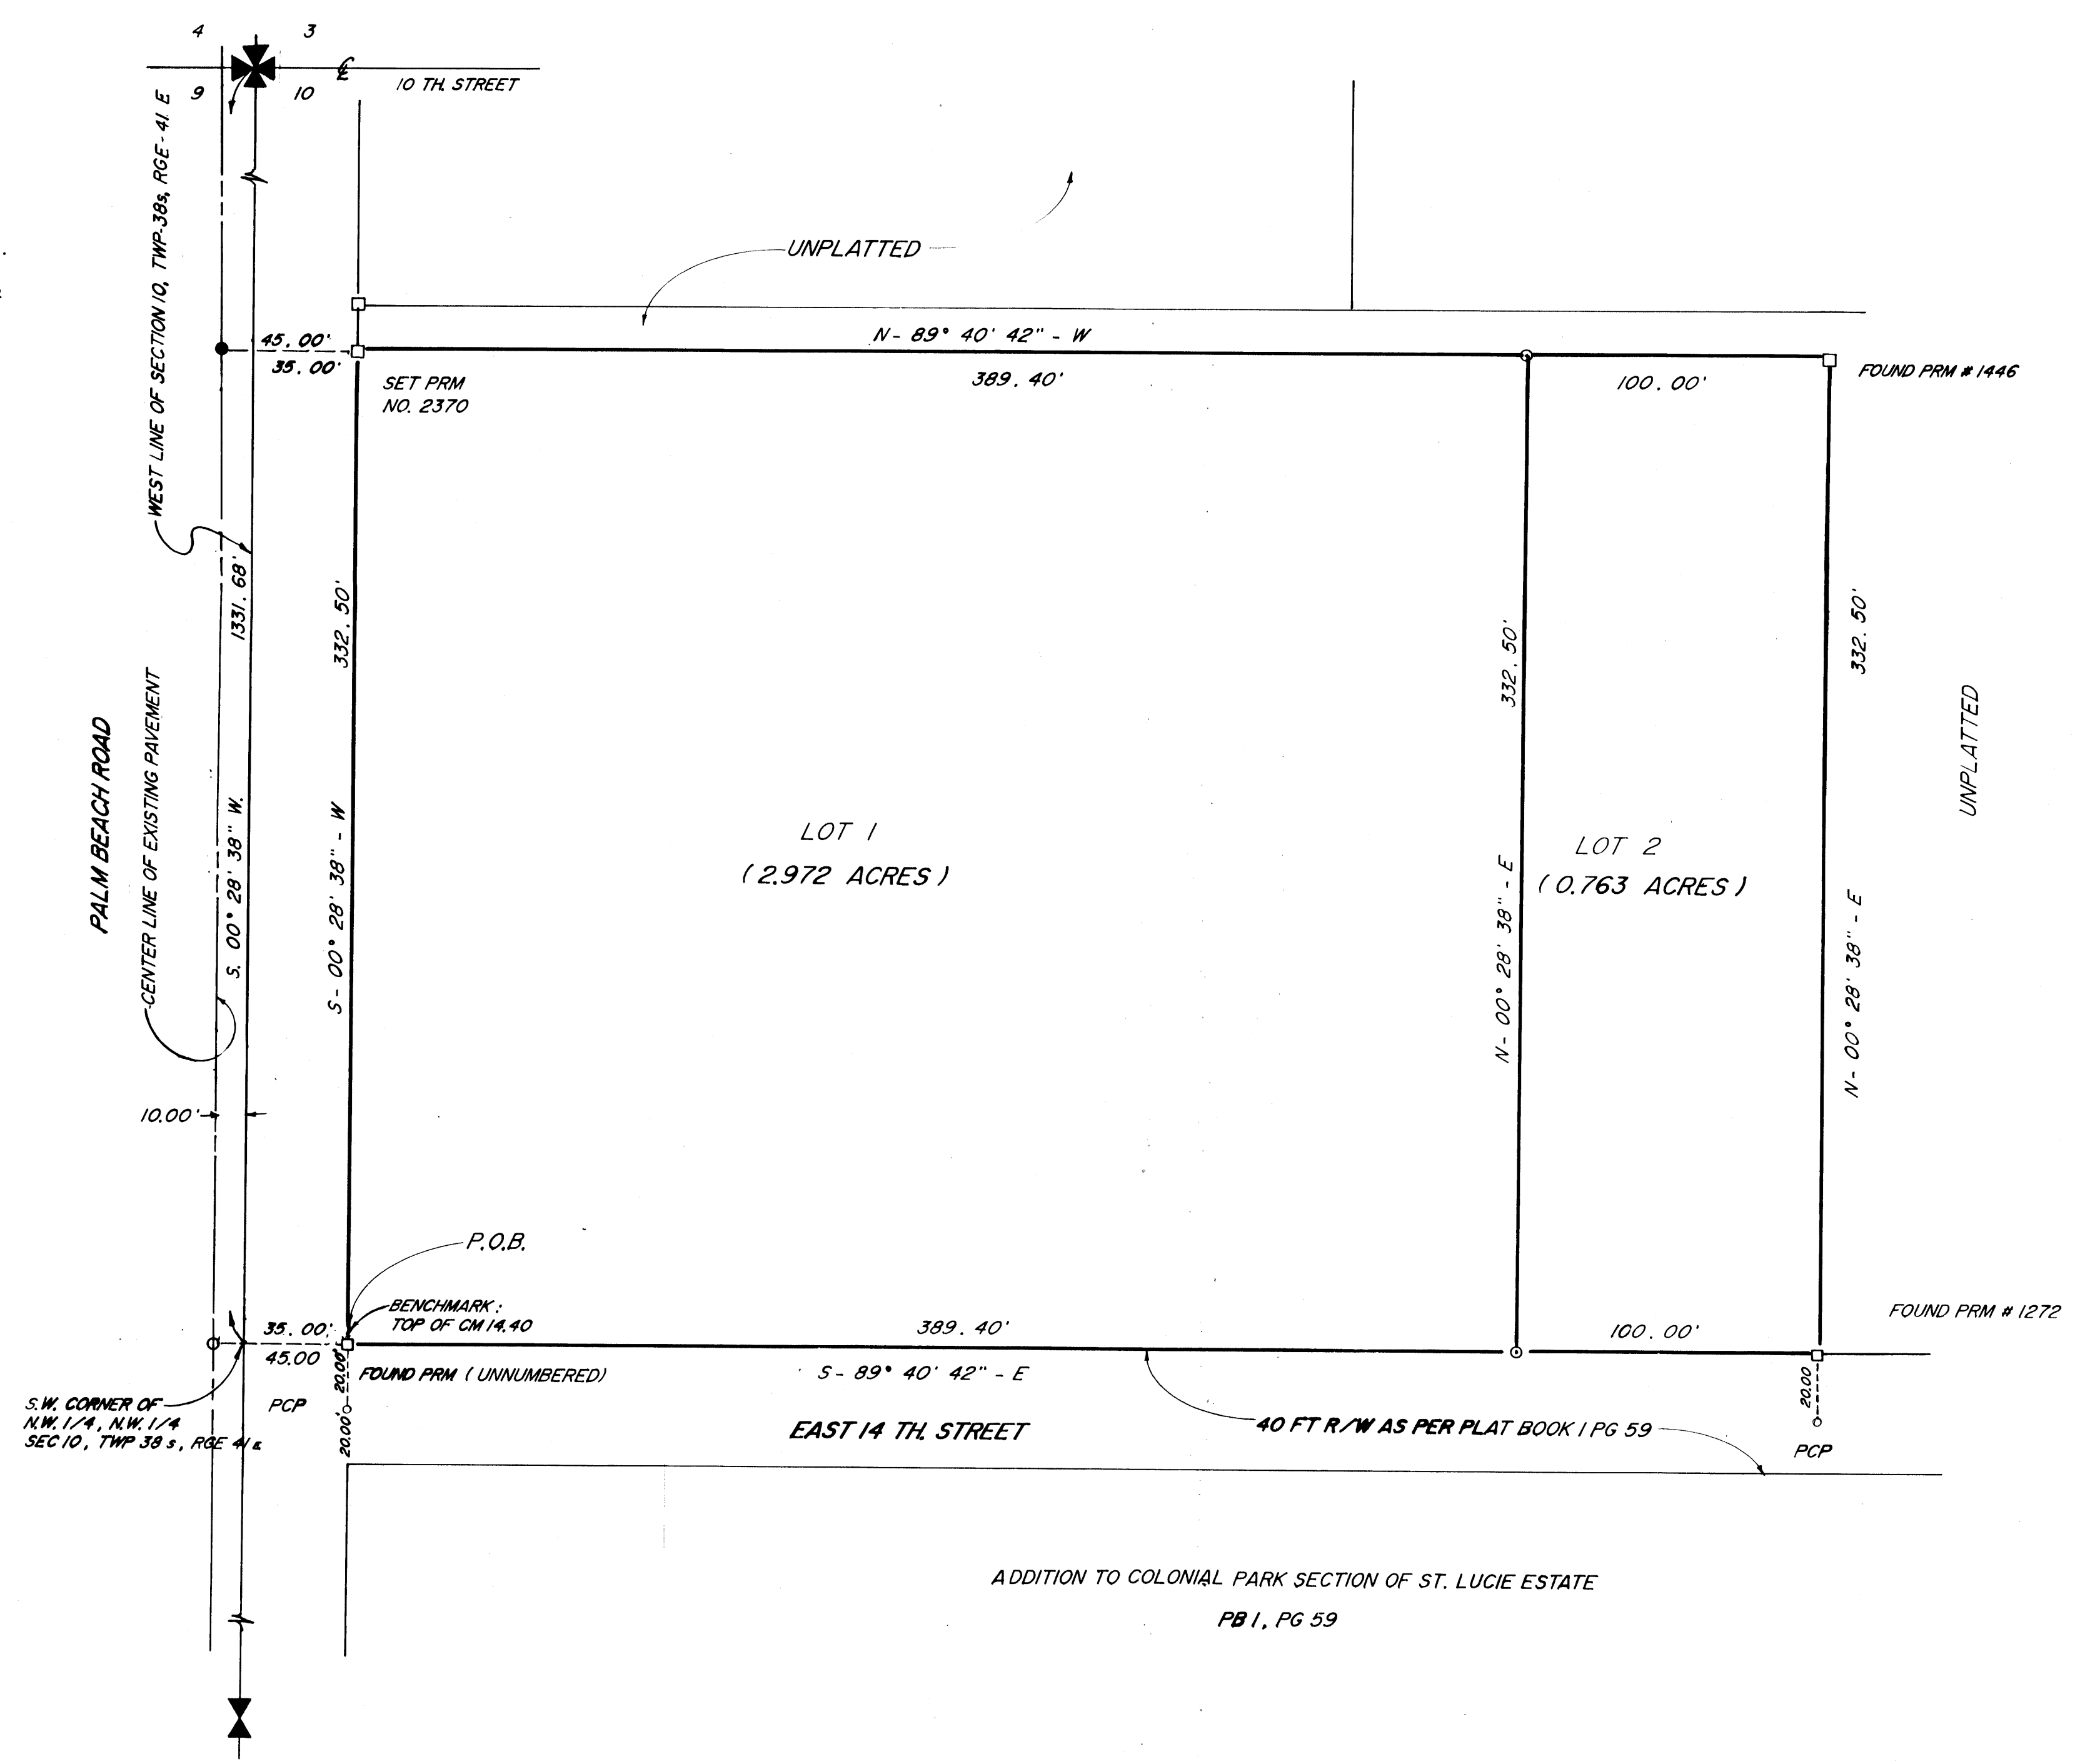 4
3
9
10
10 TH. STREET
WEST LINE OF SECTION 10, TWP-38s, RGE-41 E
UNPLATTED
45.00'
35.00'
N- 89° 40' 42" - W
389.40'
100.00'
FOUND PRM # 1446
SET PRM
NO. 2370
1331.68'
332.50'
332.50'
332.50'
UNPLATTED
PALM BEACH ROAD
CENTER LINE OF EXISTING PAVEMENT
S. 00° 28' 38" W.
S- 00° 28' 38" - W
LOT 1
(2.972 ACRES)
N- 00° 28' 38" - E
LOT 2
(0.763 ACRES)
N- 00° 28' 38" - E
10.00'
P.O.B.
BENCHMARK:
TOP OF CM 14.40
35.00'
45.00
389.40'
100.00'
FOUND PRM # 1272
20.00'
FOUND PRM (UNNUMBERED)
S- 89° 40' 42" - E
20.00
S.W. CORNER OF
N.W. 1/4, N.W. 1/4
SEC 10, TWP 38 s, RGE 41
PCP
20.00'
EAST 14 TH. STREET
40 FT R/W AS PER PLAT BOOK 1 PG 59
PCP
ADDITION TO COLONIAL PARK SECTION OF ST. LUCIE ESTATE
PB 1, PG 59